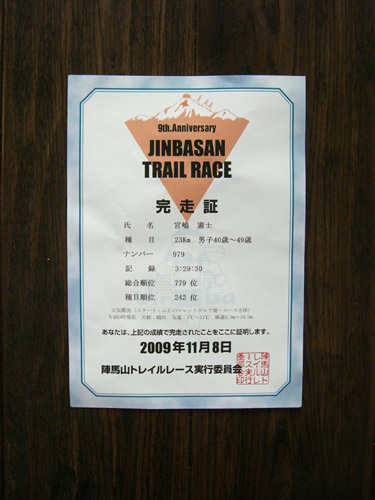 9th.Anniversary
JINBASAN
TRAIL RACE
完走証
氏 名 宮嶋 憲士
種 目 23Km 男子40歳～49歳
ナンバー 979
記 録 3:29:30
総合順位 779 位
種目順位 242 位
あなたは、上記の成績で完走されたことをここに証明します。
2009年11月8日
陣馬山トレイルレース実行委員会